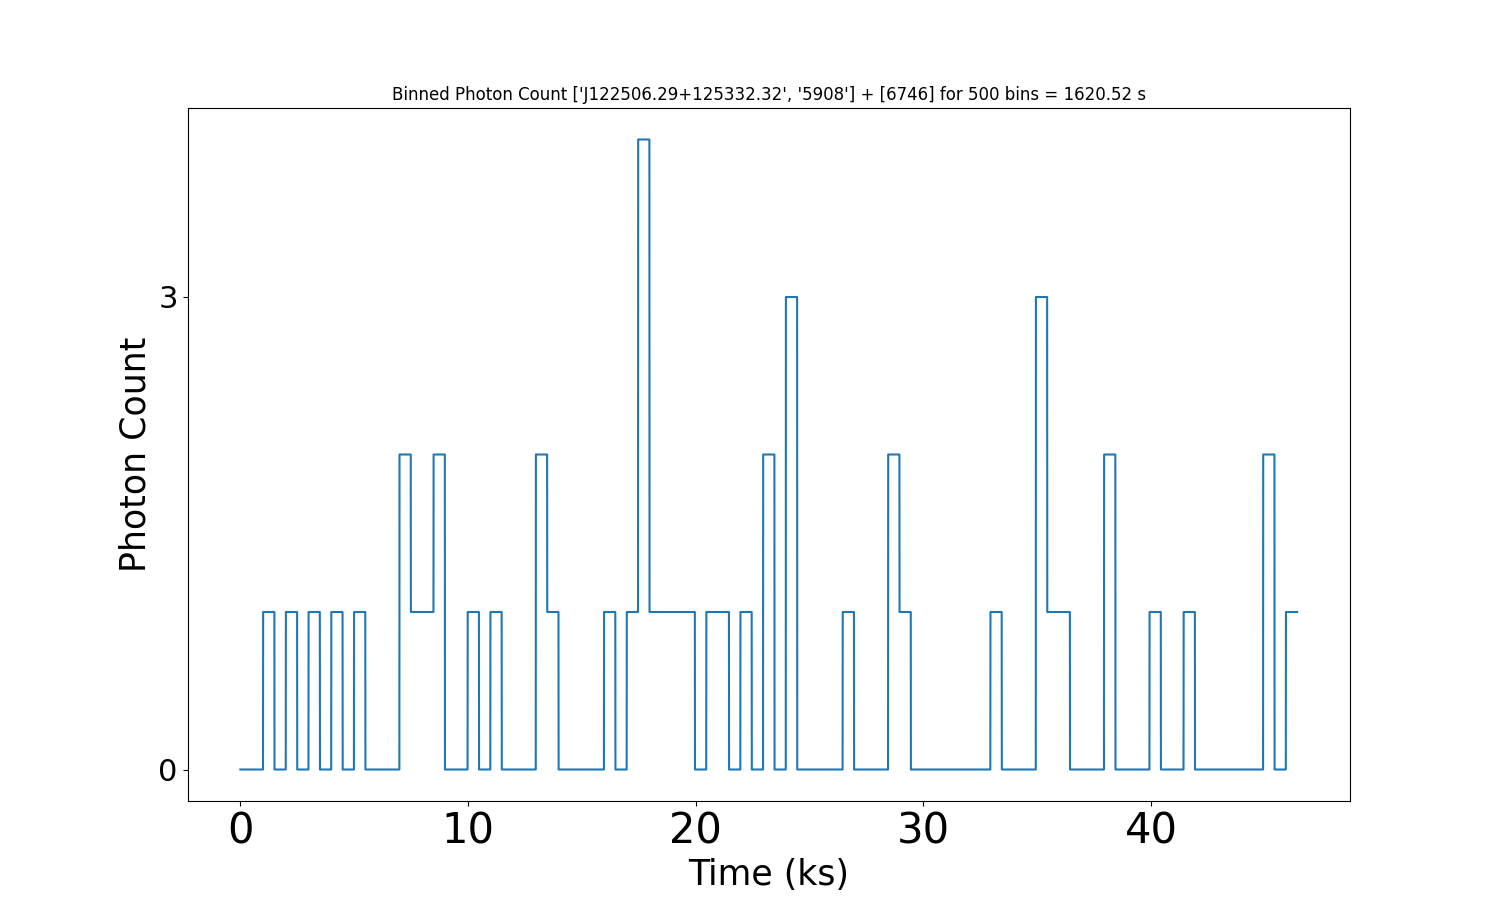 Binned Photon Count ['J122506.29+125332.32', '5908'] + [6746] for 500 bins = 1620.52 s
Photon Count
3
0
0 10 20 30 40
Time (ks)